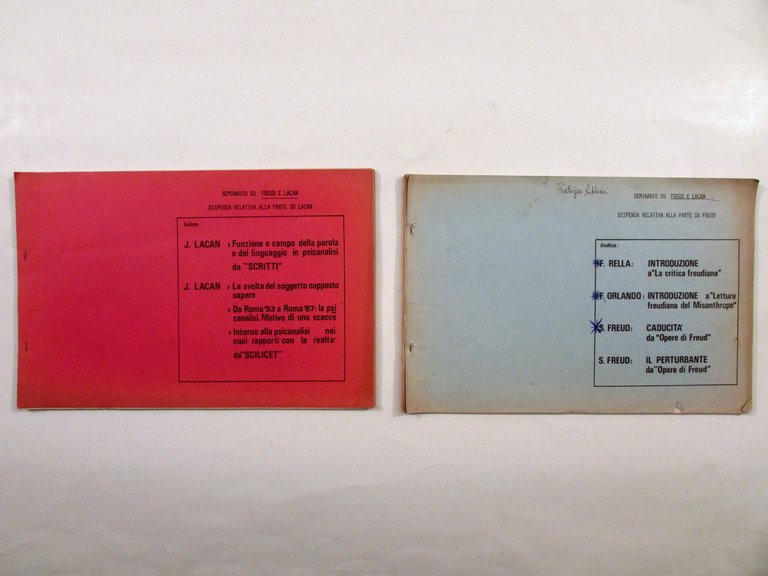 SEMINARIO SU FREUD E LACAN
DISPENSA RELATIVA ALLA PARTE SU LACAN
Indice:
J. LACAN › Funzione e campo della parola
e del linguaggio in psicanalisi
da "SCRITTI"
J. LACAN › La svolta del soggetto supposto
sapere
› Da Roma '53 a Roma '67: la psi
canalisi. Motivo di uno scacco
› Intorno alla psicanalisi nei
suoi rapporti con la realta'
da "SCILICET"
SEMINARIO SU FREUD E LACAN
DISPENSA RELATIVA ALLA PARTE SU FREUD
Indice:
F. RELLA: INTRODUZIONE
a "La critica freudiana"
F. ORLANDO: INTRODUZIONE a "Lettura
freudiana del Misanthrope"
S. FREUD: CADUCITA'
da "Opere di Freud"
S. FREUD: IL PERTURBANTE
da "Opere di Freud"